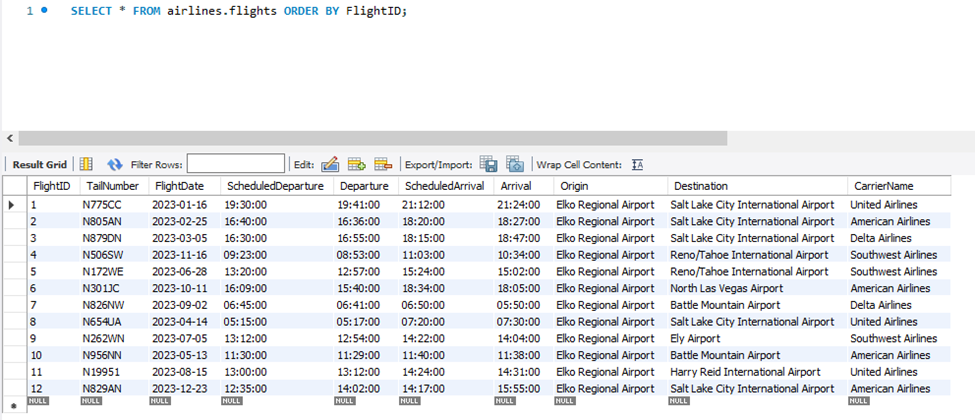 1 SELECT * FROM airlines.flights ORDER BY FlightID;
Result Grid Filter Rows: Edit: Export/Import: Wrap Cell Content: IA
FlightID TailNumber FlightDate ScheduledDeparture Departure ScheduledArrival Arrival Origin Destination CarrierName
1 N775CC 2023-01-16 19:30:00 19:41:00 21:12:00 21:24:00 Elko Regional Airport Salt Lake City International Airport United Airlines
2 N805AN 2023-02-25 16:40:00 16:36:00 18:20:00 18:27:00 Elko Regional Airport Salt Lake City International Airport American Airlines
3 N879DN 2023-03-05 16:30:00 16:55:00 18:15:00 18:47:00 Elko Regional Airport Salt Lake City International Airport Delta Airlines
4 N506SW 2023-11-16 09:23:00 08:53:00 11:03:00 10:34:00 Elko Regional Airport Reno/Tahoe International Airport Southwest Airlines
5 N172WE 2023-06-28 13:20:00 12:57:00 15:24:00 15:02:00 Elko Regional Airport Reno/Tahoe International Airport Southwest Airlines
6 N301JC 2023-10-11 16:09:00 15:40:00 18:34:00 18:05:00 Elko Regional Airport North Las Vegas Airport American Airlines
7 N826NW 2023-09-02 06:45:00 06:41:00 06:50:00 05:50:00 Elko Regional Airport Battle Mountain Airport Delta Airlines
8 N654UA 2023-04-14 05:15:00 05:17:00 07:20:00 07:30:00 Elko Regional Airport Salt Lake City International Airport United Airlines
9 N262WN 2023-07-05 13:12:00 12:54:00 14:22:00 14:04:00 Elko Regional Airport Ely Airport Southwest Airlines
10 N956NN 2023-05-13 11:30:00 11:29:00 11:40:00 11:38:00 Elko Regional Airport Battle Mountain Airport American Airlines
11 N19951 2023-08-15 13:00:00 13:12:00 14:24:00 14:31:00 Elko Regional Airport Harry Reid International Airport United Airlines
12 N829AN 2023-12-23 12:35:00 14:02:00 14:17:00 15:55:00 Elko Regional Airport Salt Lake City International Airport American Airlines
NULL NULL NULL NULL NULL NULL NULL NULL NULL NULL